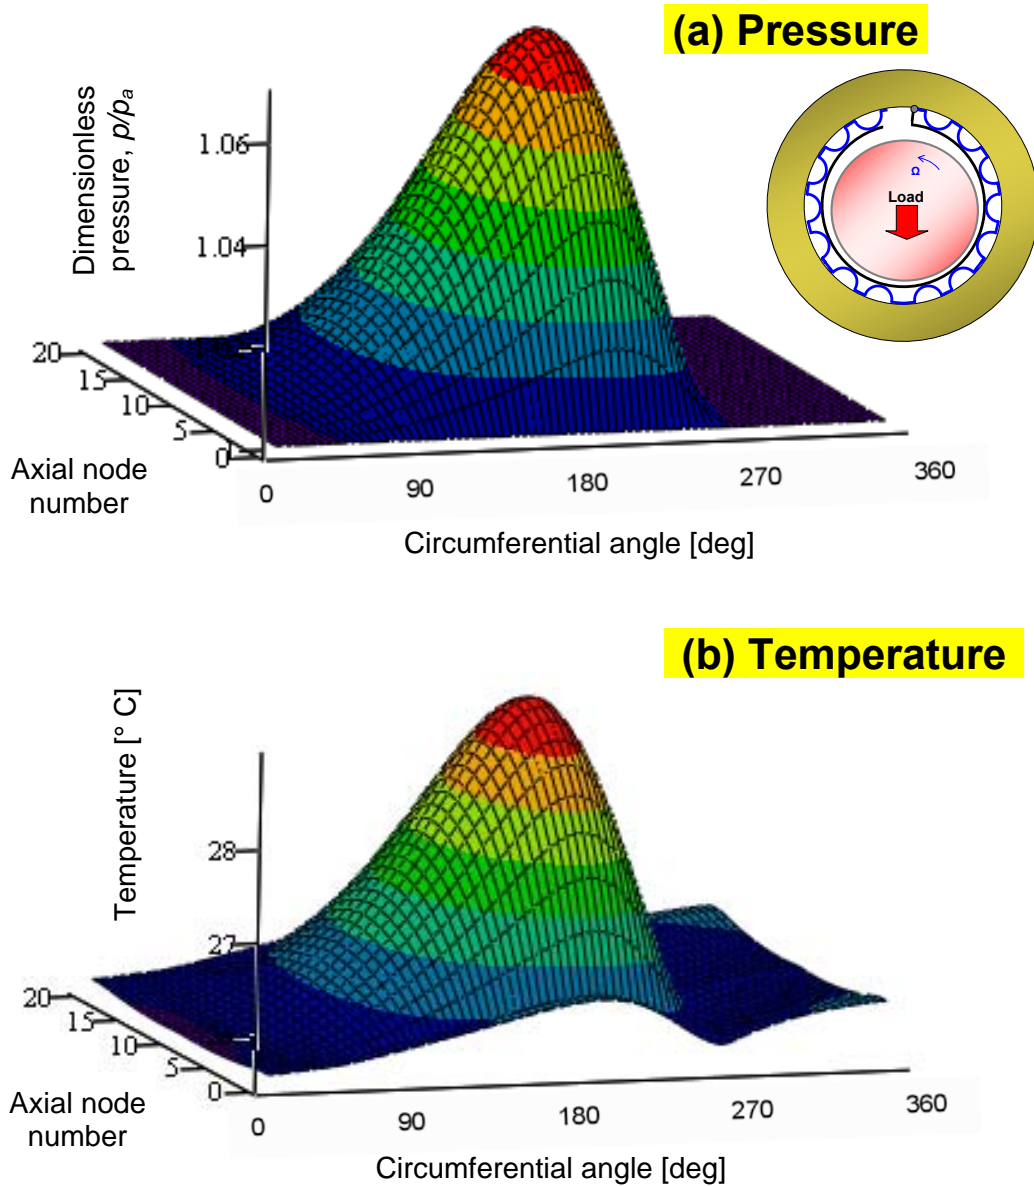 (a) Pressure
Dimensionless
pressure, p/pₐ
1.06
1.04
Ω
Load
20
15
10
5
0
Axial node
number
0
90
180
270
360
Circumferential angle [deg]
(b) Temperature
Temperature [° C]
28
27
20
15
10
5
0
Axial node
number
0
90
180
270
360
Circumferential angle [deg]